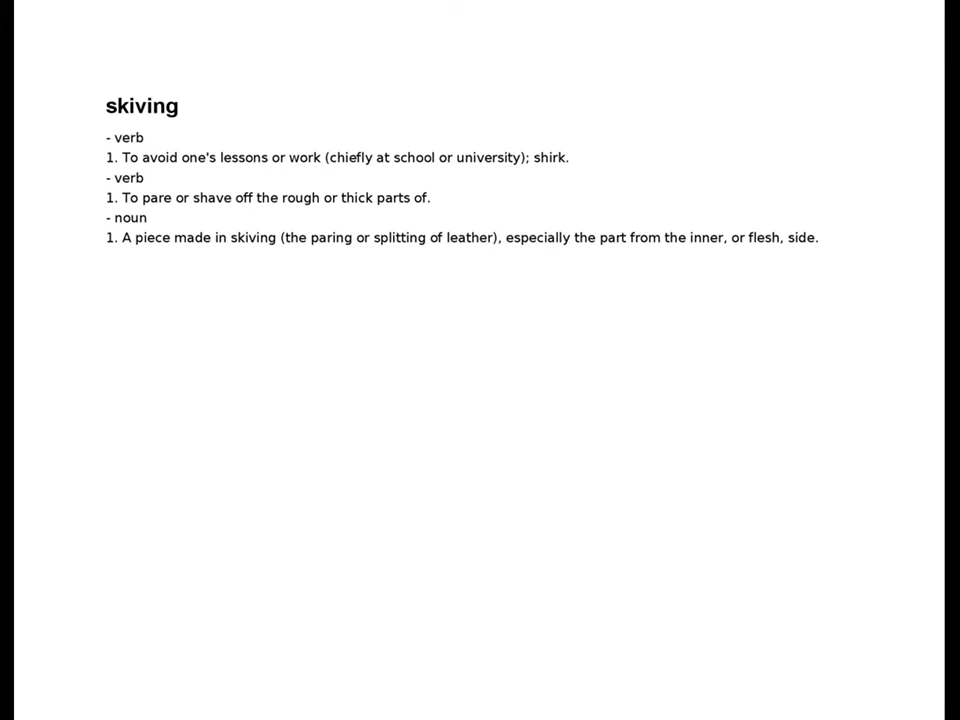 skiving
- verb
1. To avoid one's lessons or work (chiefly at school or university); shirk.
- verb
1. To pare or shave off the rough or thick parts of.
- noun
1. A piece made in skiving (the paring or splitting of leather), especially the part from the inner, or flesh, side.